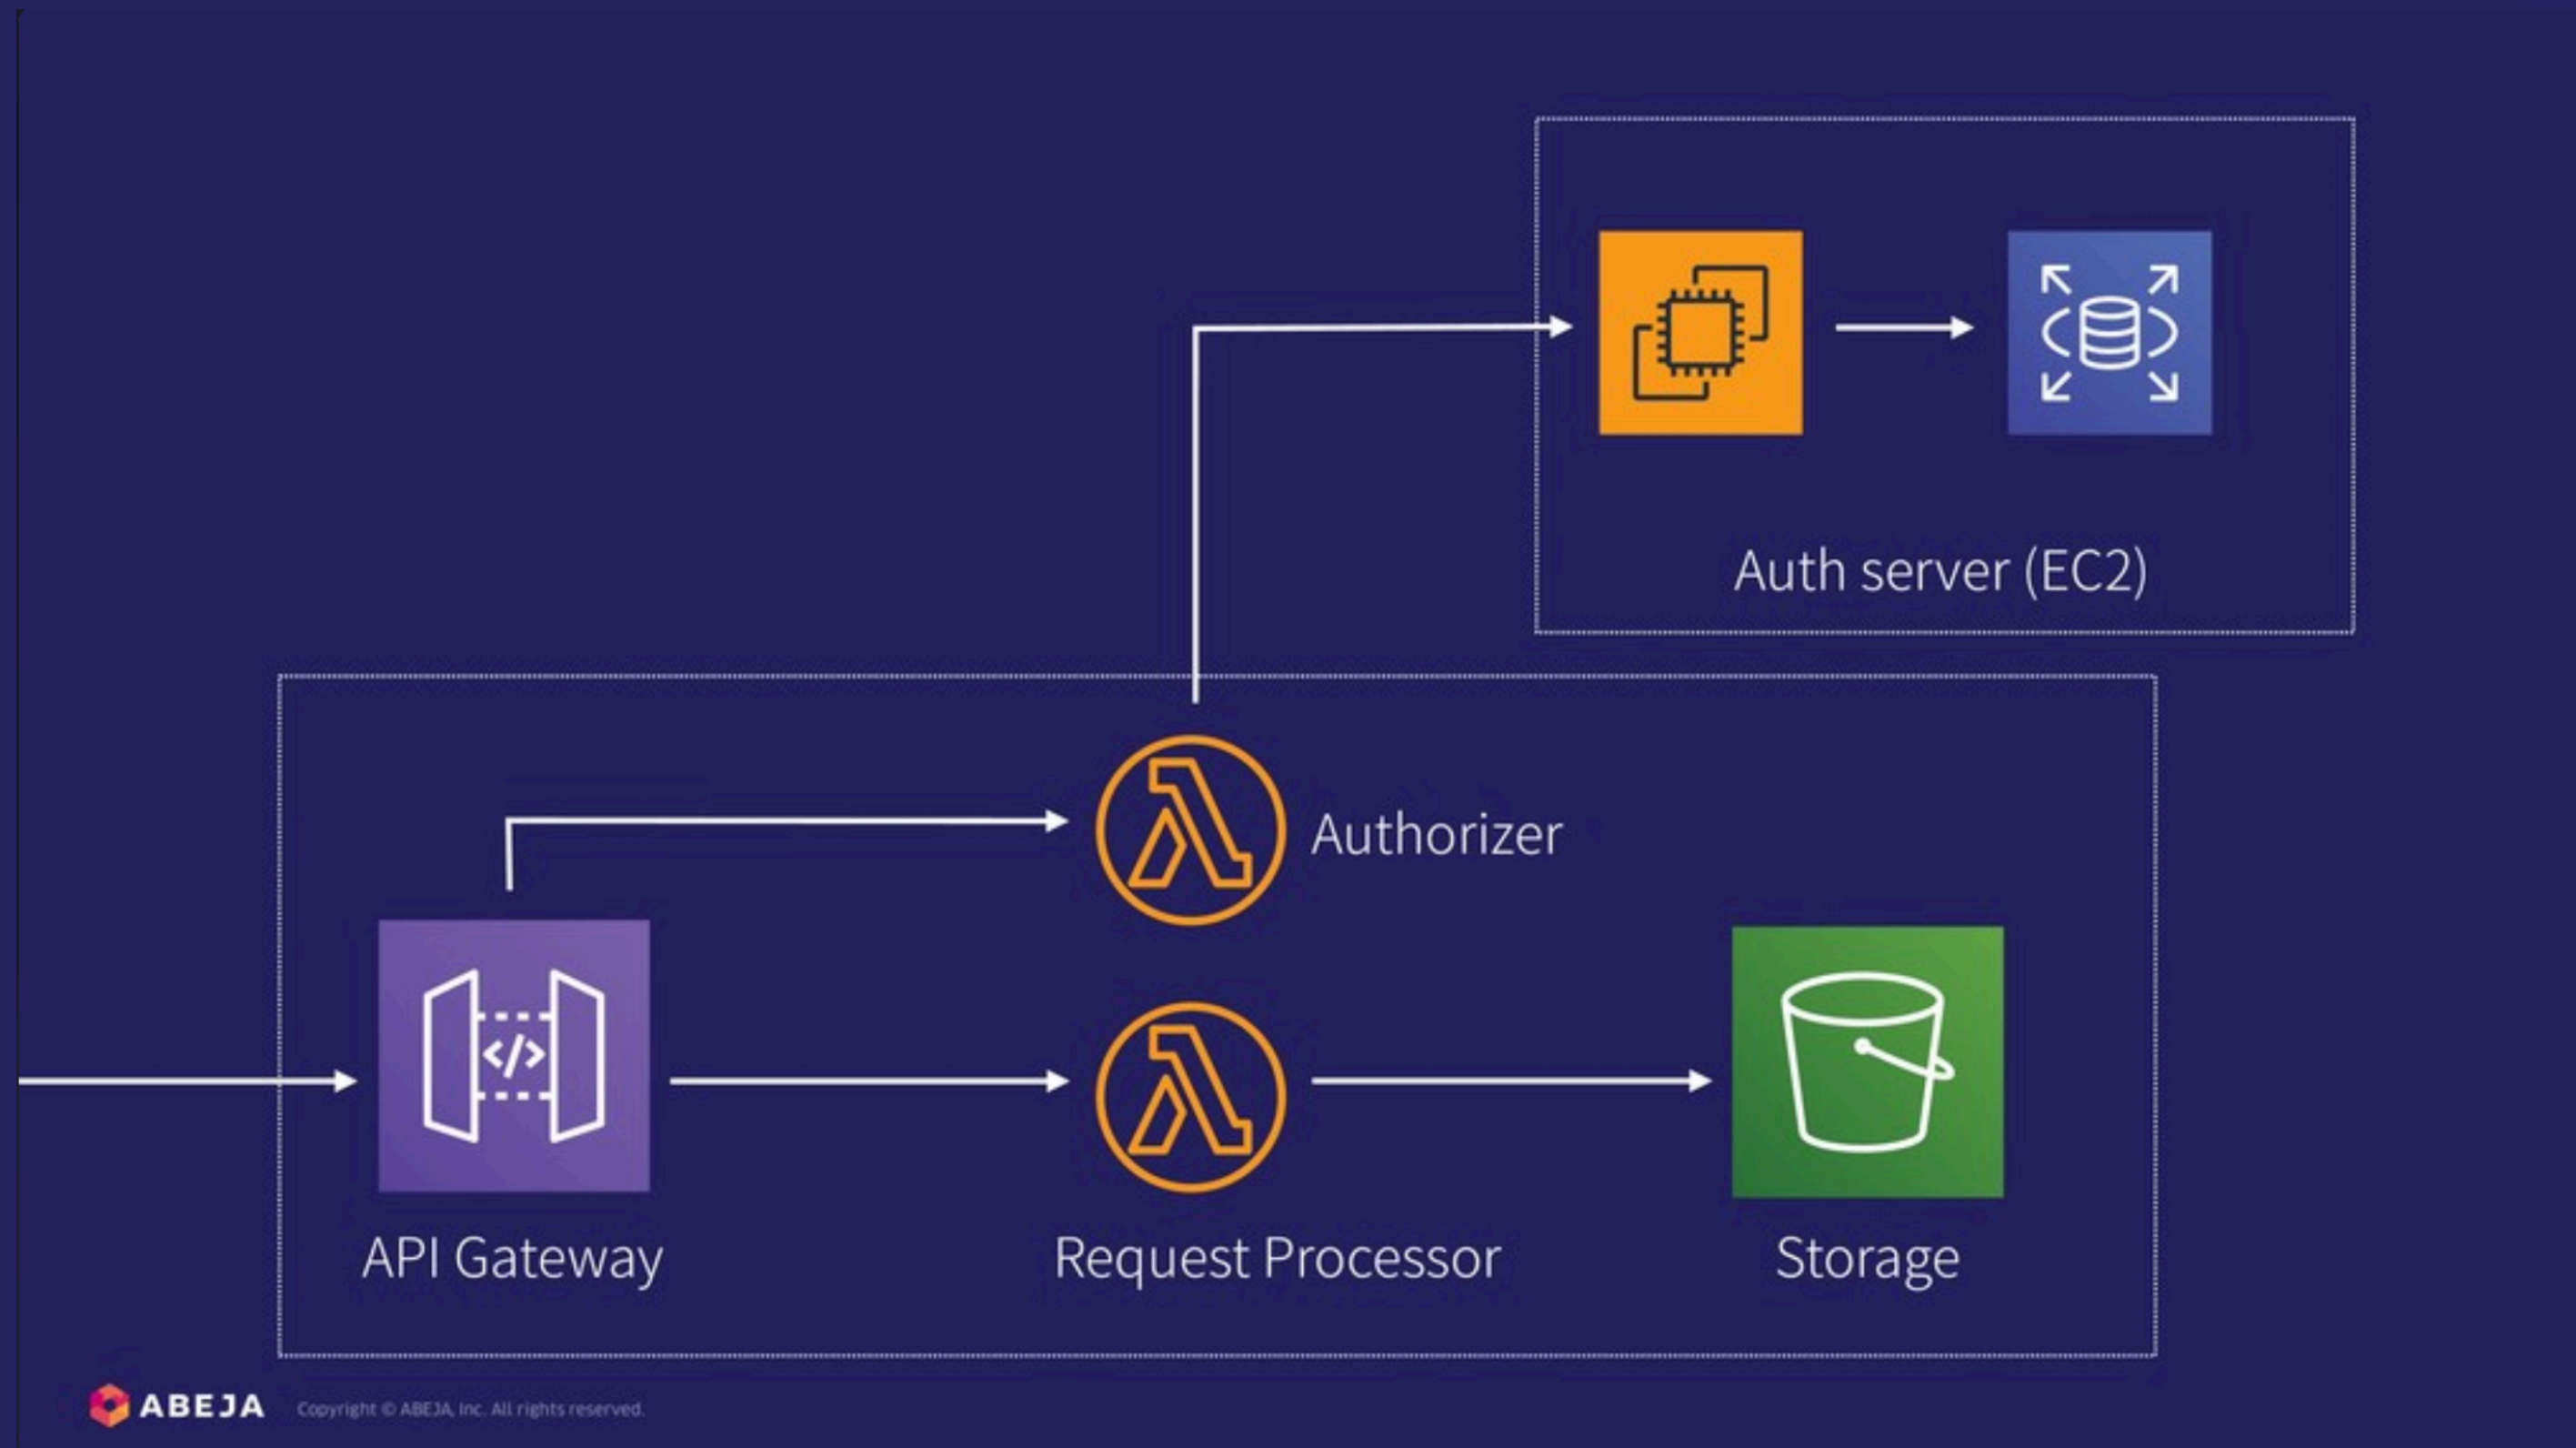 Auth server (EC2)
Authorizer
</>
API Gateway
Request Processor
Storage
ABEJA
Copyright © ABEJA, Inc. All rights reserved.